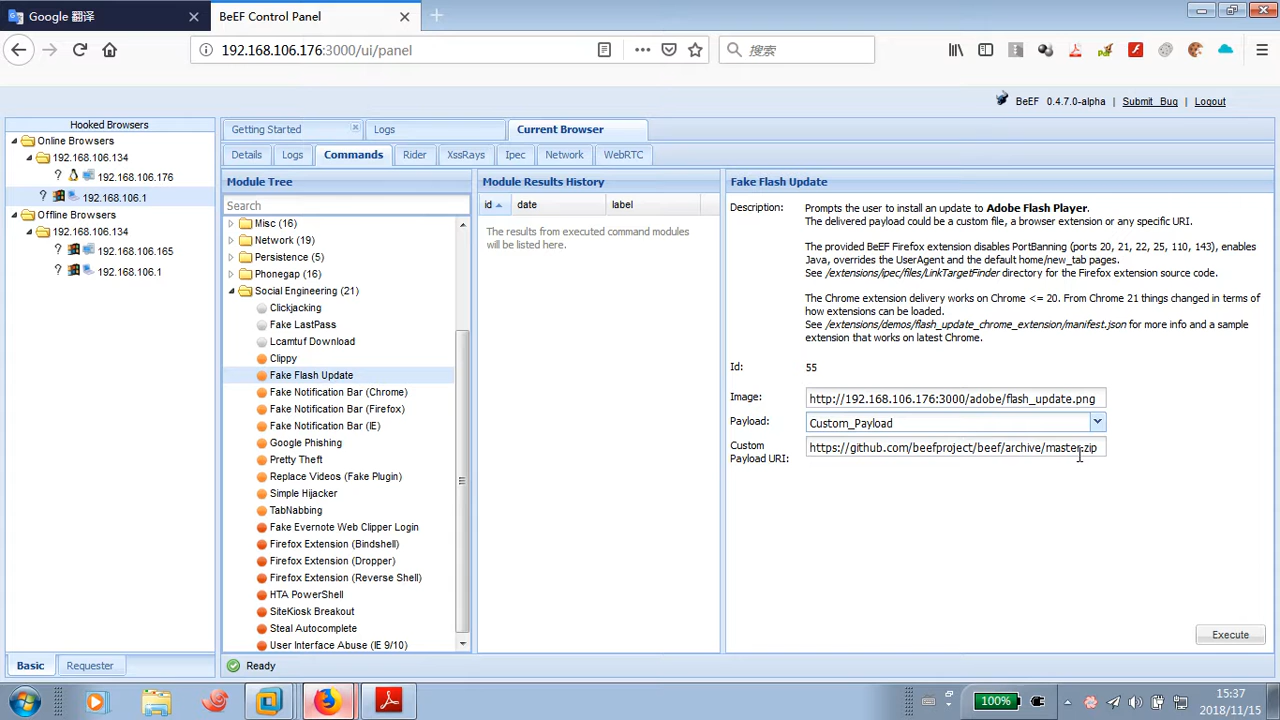 Google 翻译
BeEF Control Panel
192.168.106.176:3000/ui/panel
搜索
BeEF 0.4.7.0-alpha | Submit Bug | Logout
Hooked Browsers
Online Browsers
192.168.106.134
? 192.168.106.176
? 192.168.106.1
Offline Browsers
192.168.106.134
? 192.168.106.165
? 192.168.106.1
Basic
Requester
Getting Started
Logs
Current Browser
Details
Logs
Commands
Rider
XssRays
Ipec
Network
WebRTC
Module Tree
Search
Misc (16)
Network (19)
Persistence (5)
Phonegap (16)
Social Engineering (21)
Clickjacking
Fake LastPass
Lcamtuf Download
Clippy
Fake Flash Update
Fake Notification Bar (Chrome)
Fake Notification Bar (Firefox)
Fake Notification Bar (IE)
Google Phishing
Pretty Theft
Replace Videos (Fake Plugin)
Simple Hijacker
TabNabbing
Fake Evernote Web Clipper Login
Firefox Extension (Bindshell)
Firefox Extension (Dropper)
Firefox Extension (Reverse Shell)
HTA PowerShell
SiteKiosk Breakout
Steal Autocomplete
User Interface Abuse (IE 9/10)
Ready
Module Results History
id date label
The results from executed command modules
will be listed here.
Fake Flash Update
Description: Prompts the user to install an update to Adobe Flash Player.
The delivered payload could be a custom file, a browser extension or any specific URI.
The provided BeEF Firefox extension disables PortBanning (ports 20, 21, 22, 25, 110, 143), enables
Java, overrides the UserAgent and the default home/new_tab pages.
See /extensions/ipec/files/LinkTargetFinder directory for the Firefox extension source code.
The Chrome extension delivery works on Chrome <= 20. From Chrome 21 things changed in terms of
how extensions can be loaded.
See /extensions/demos/flash_update_chrome_extension/manifest.json for more info and a sample
extension that works on latest Chrome.
Id: 55
Image: http://192.168.106.176:3000/adobe/flash_update.png
Payload: Custom_Payload
Custom
Payload URI:
https://github.com/beefproject/beef/archive/master.zip
Execute
100%
15:37
2018/11/15